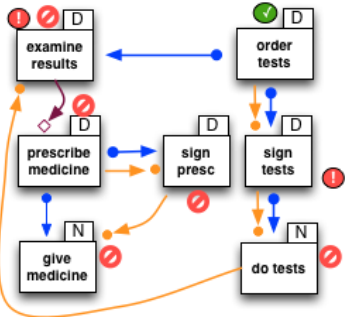 D
examine
results
D
order
tests
D
prescribe
medicine
D
sign
presc
D
sign
tests
N
give
medicine
N
do tests